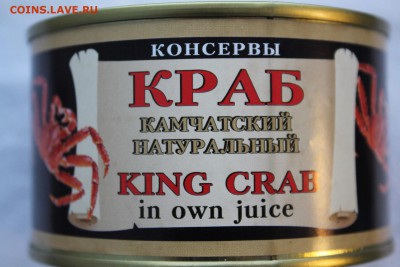 COINS.LAVE.RU
КОНСЕРВЫ
КРАБ
КАМЧАТСКИЙ
НАТУРАЛЬНЫЙ
KING CRAB
in own juice